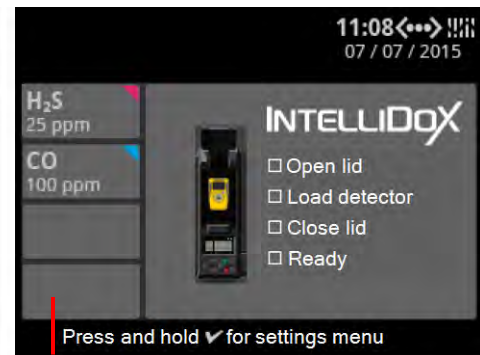 11:08
07 / 07 / 2015
H₂S
25 ppm
CO
100 ppm
INTELLIDOX
Open lid
Load detector
Close lid
Ready
Press and hold ✔ for settings menu